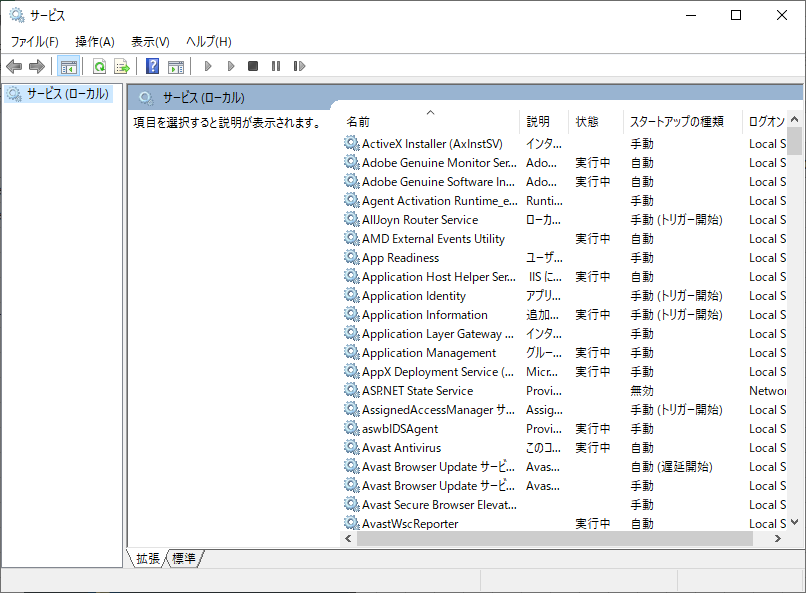 サービス
ファイル(F) 操作(A) 表示(V) ヘルプ(H)
サービス (ローカル)
サービス (ローカル)
項目を選択すると説明が表示されます。
名前 説明 状態 スタートアップの種類 ログオン
ActiveX Installer (AxInstSV) インタ... 手動 Local S
Adobe Genuine Monitor Ser... Ado... 実行中 自動 Local S
Adobe Genuine Software In... Ado... 実行中 自動 Local S
Agent Activation Runtime_e... Runti... 手動 Local S
AllJoyn Router Service ローカ... 手動 (トリガー開始) Local S
AMD External Events Utility 実行中 自動 Local S
App Readiness ユーザ... 手動 Local S
Application Host Helper Ser... IIS に... 実行中 自動 Local S
Application Identity アプリ... 手動 (トリガー開始) Local S
Application Information 追加... 実行中 手動 (トリガー開始) Local S
Application Layer Gateway ... インタ... 手動 Local S
Application Management グルー... 実行中 手動 Local S
AppX Deployment Service (... Micr... 実行中 手動 Local S
ASP.NET State Service Provi... 無効 Networ
AssignedAccessManager サ... Assig... 手動 (トリガー開始) Local S
aswbIDSAgent Provi... 実行中 手動 Local S
Avast Antivirus このコ... 実行中 自動 Local S
Avast Browser Update サービ... Avas... 自動 (遅延開始) Local S
Avast Browser Update サービ... Avas... 手動 Local S
Avast Secure Browser Elevat... 手動 Local S
AvastWscReporter 実行中 自動 Local S
拡張 標準